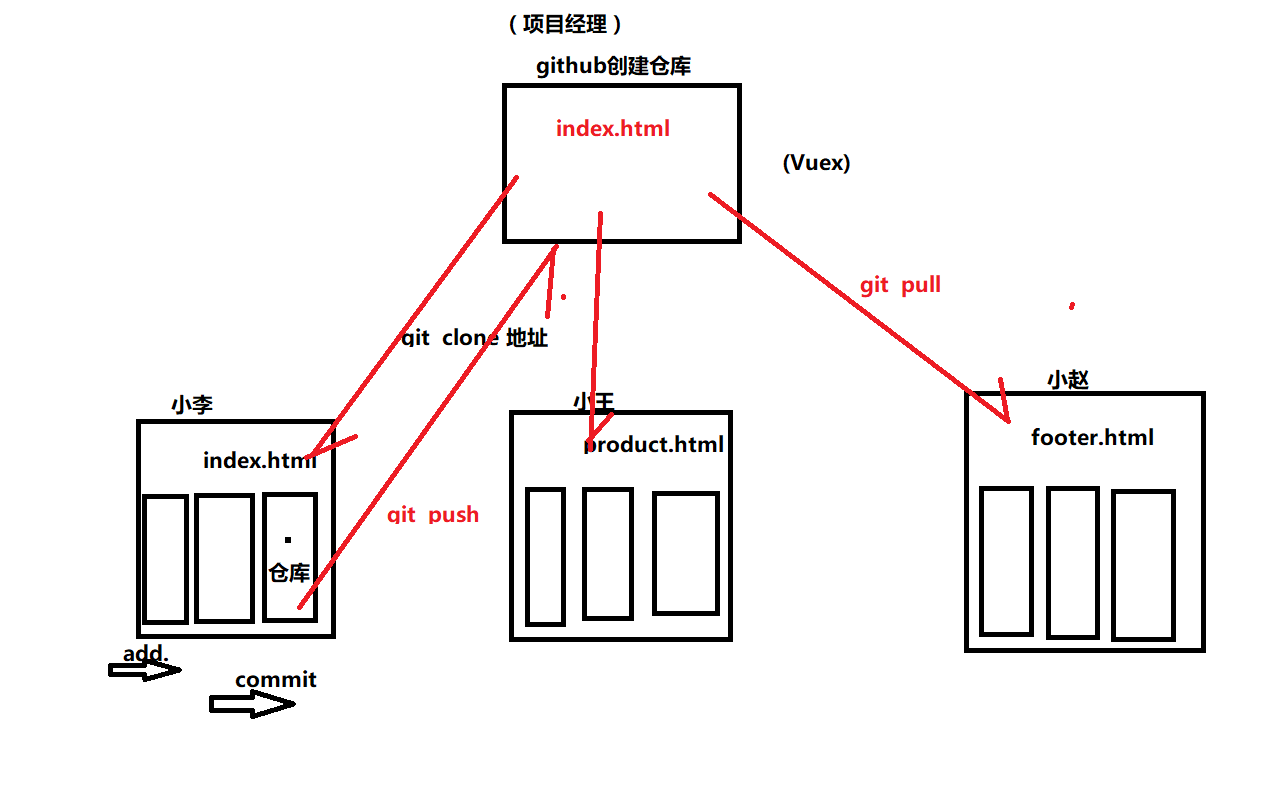 （项目经理）
github创建仓库
index.html
(Vuex)
git pull
git clone 地址
小李
小王
小赵
index.html
product.html
footer.html
git push
仓库
add.
commit